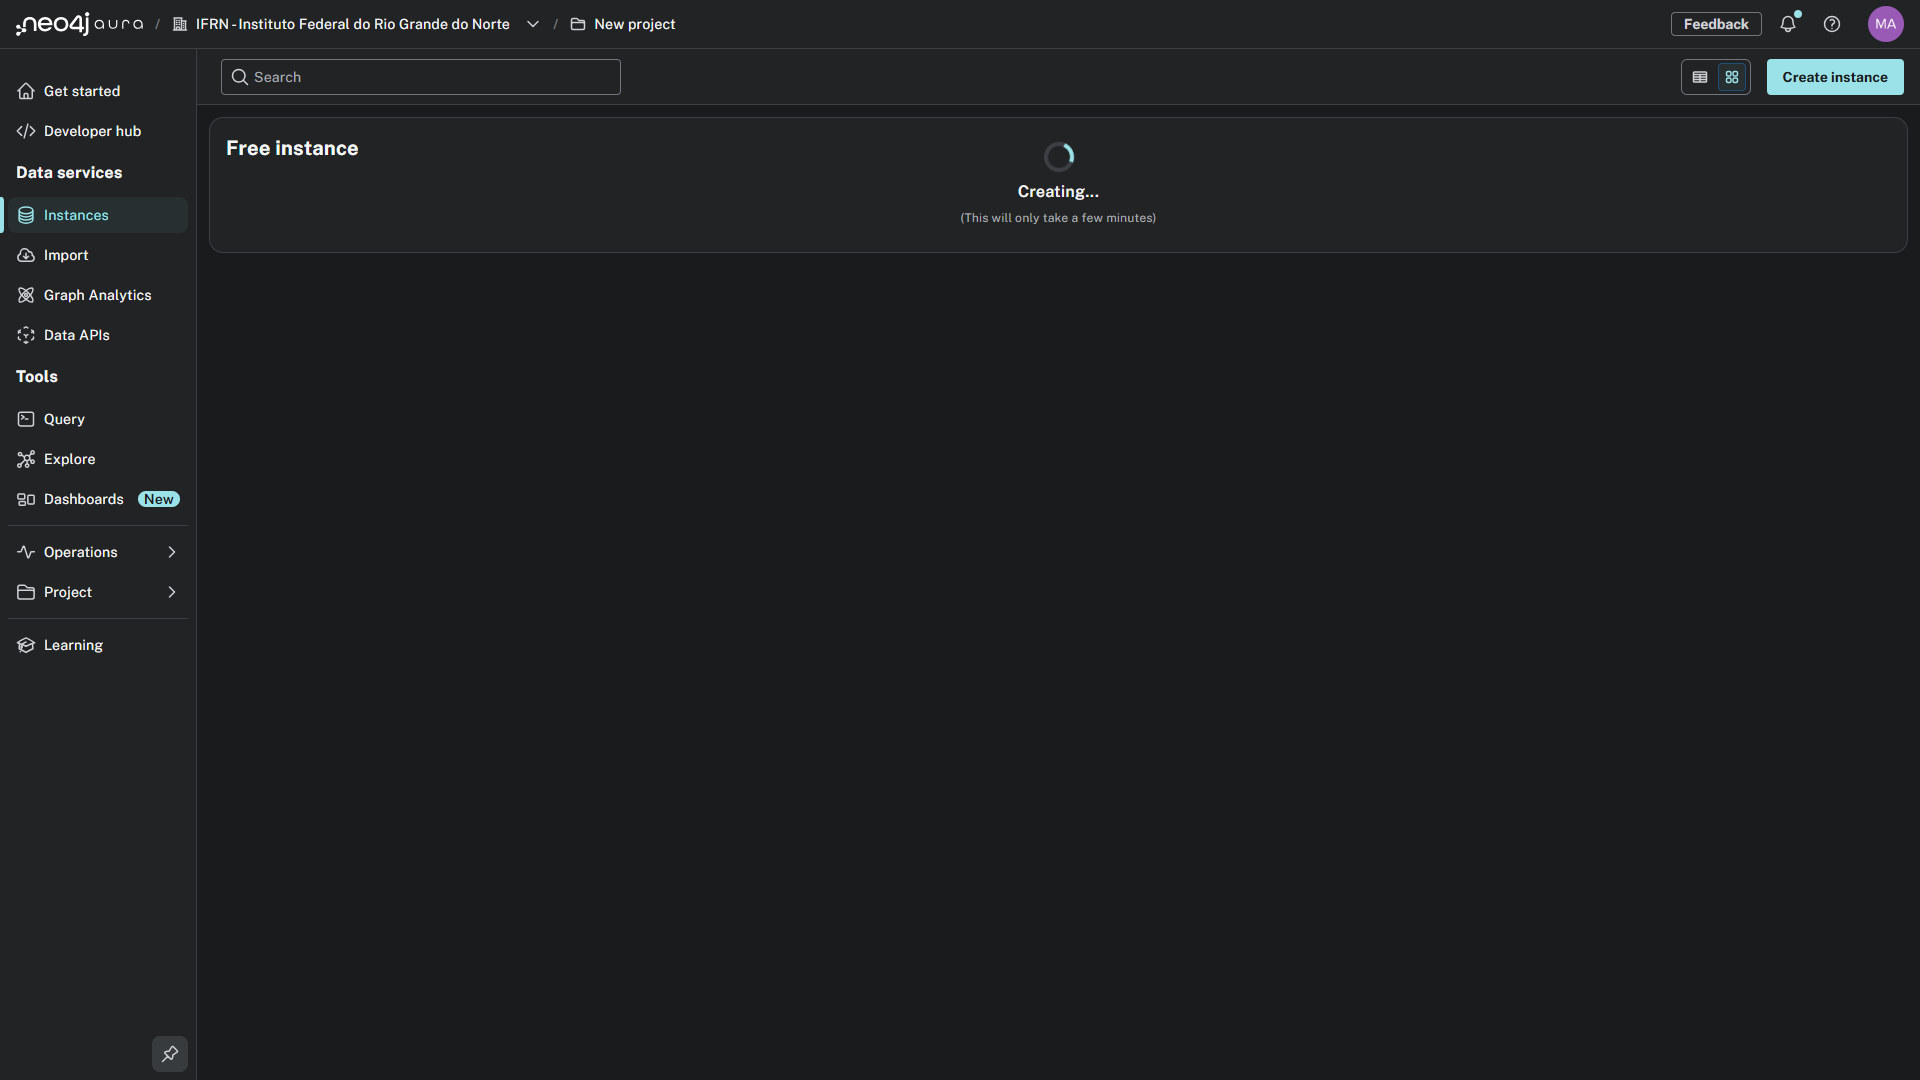 neo4j aura / IFRN - Instituto Federal do Rio Grande do Norte / New project
Feedback
MA
Get started
Developer hub
Data services
Instances
Import
Graph Analytics
Data APIs
Tools
Query
Explore
Dashboards New
Operations
Project
Learning
Search
Create instance
Free instance
Creating...
(This will only take a few minutes)